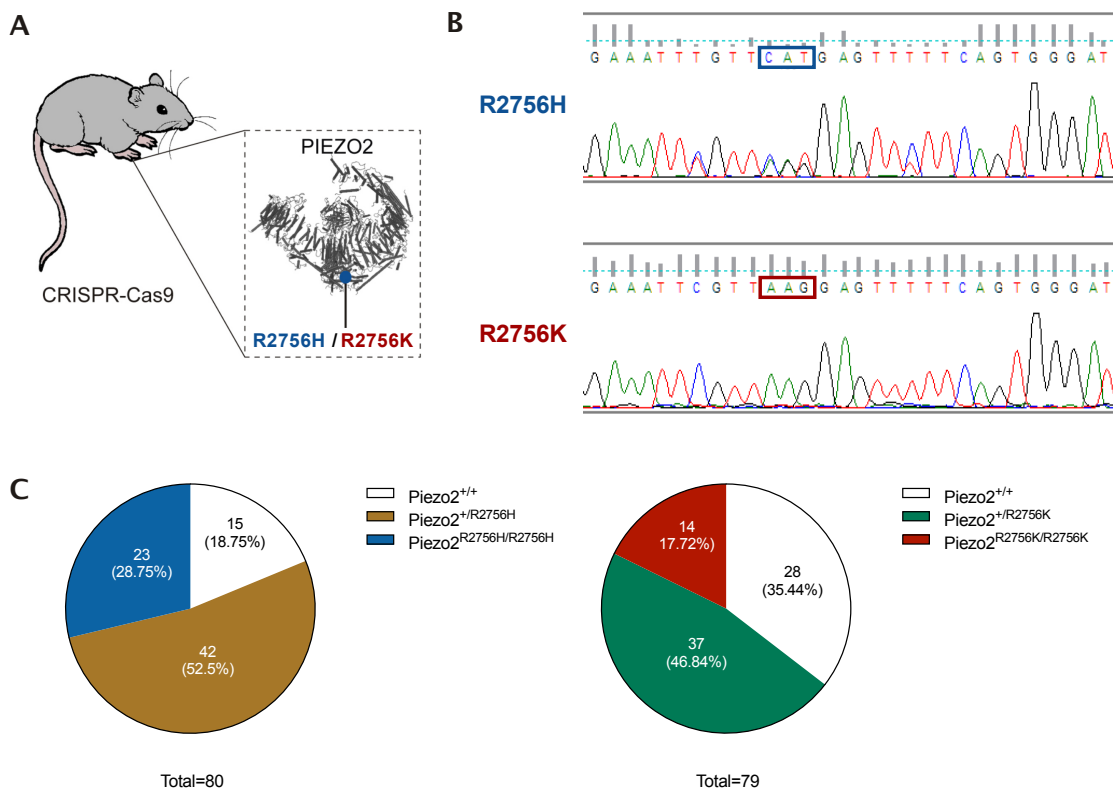 A
CRISPR-Cas9
PIEZO2
R2756H / R2756K
B
G A A A T T T G T T C A T G A G T T T T T C A G T G G G A T
R2756H
G A A A T T C G T T A A G G A G T T T T T C A G T G G G A T
R2756K
C
15
(18.75%)
23
(28.75%)
42
(52.5%)
Total=80
Piezo2+/+
Piezo2+/R2756H
Piezo2R2756H/R2756H
14
17.72%)
28
(35.44%)
37
(46.84%)
Total=79
Piezo2+/+
Piezo2+/R2756K
Piezo2R2756K/R2756K